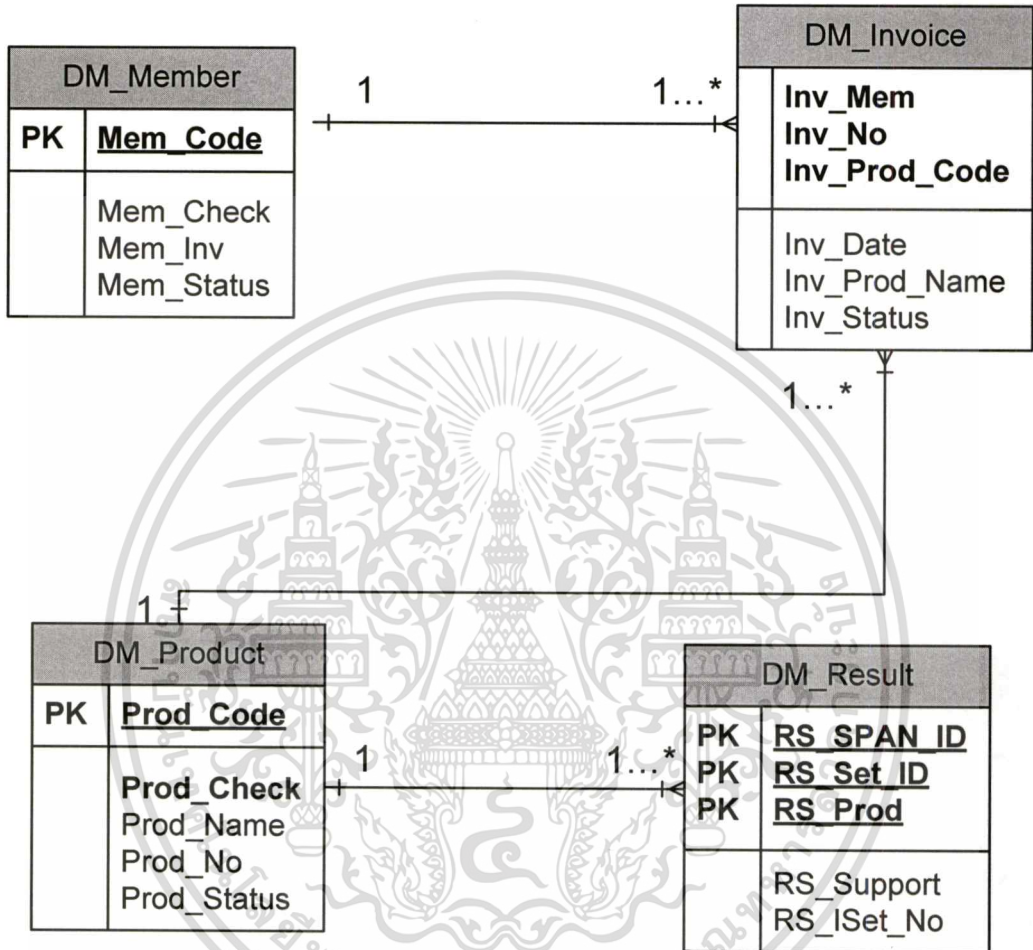 DM_Member
PK Mem_Code
Mem_Check
Mem_Inv
Mem_Status
1 1...*
DM_Invoice
Inv_Mem
Inv_No
Inv_Prod_Code
Inv_Date
Inv_Prod_Name
Inv_Status
1...*
1
DM_Product
PK Prod_Code
Prod_Check
Prod_Name
Prod_No
Prod_Status
1 1...*
DM_Result
PK RS_SPAN_ID
PK RS_Set_ID
PK RS_Prod
RS_Support
RS_ISet_No